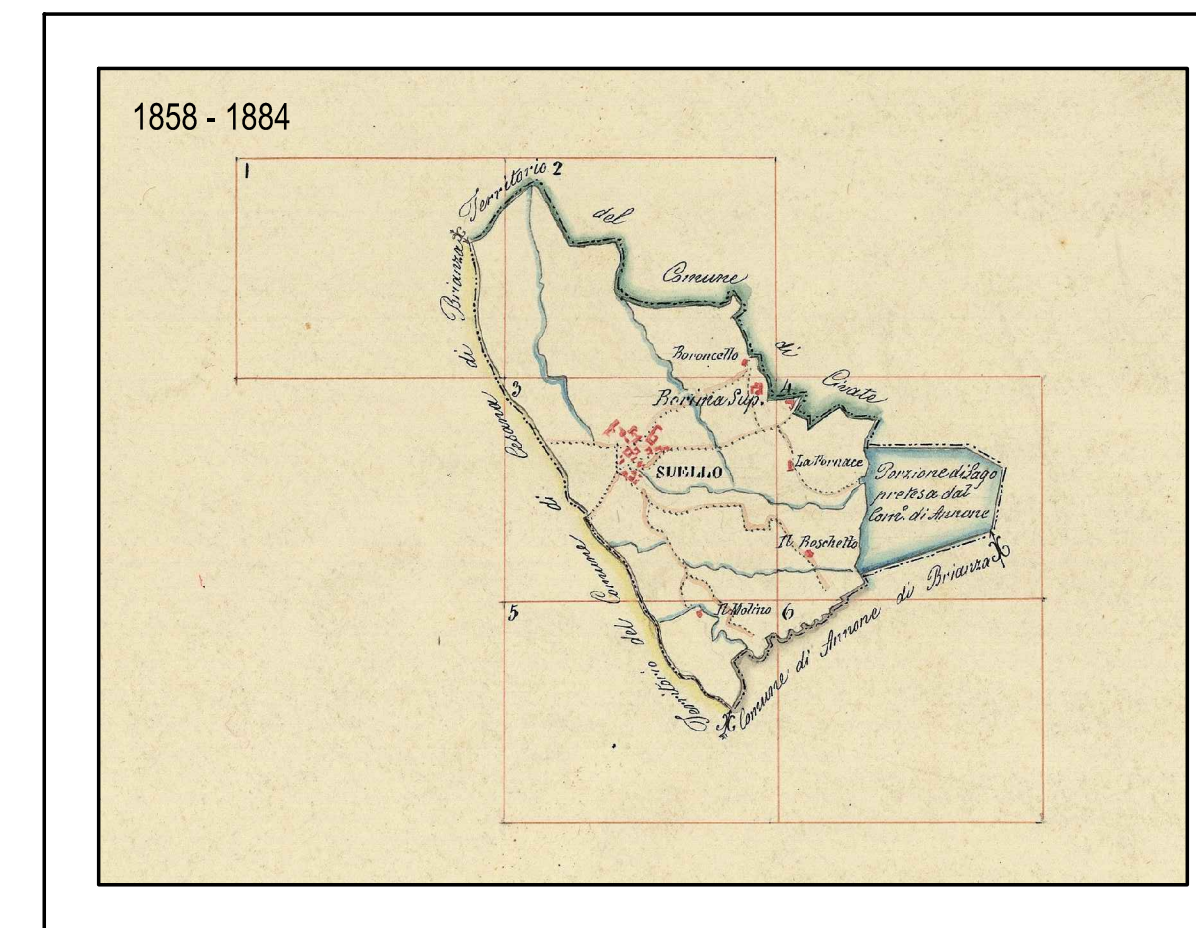 1858 - 1884
1
2
Territorio
del
Comune
di
Civate
3
4
5
6
Boroncello
Borima Sup.
SUELLO
La Fornace
Porzione di Lago
pretesa dal
Com.e di Annone
Il Boschetto
Il Molino
Territorio del Comune di Cesana di Brianza
Comune di Annone di Brianza